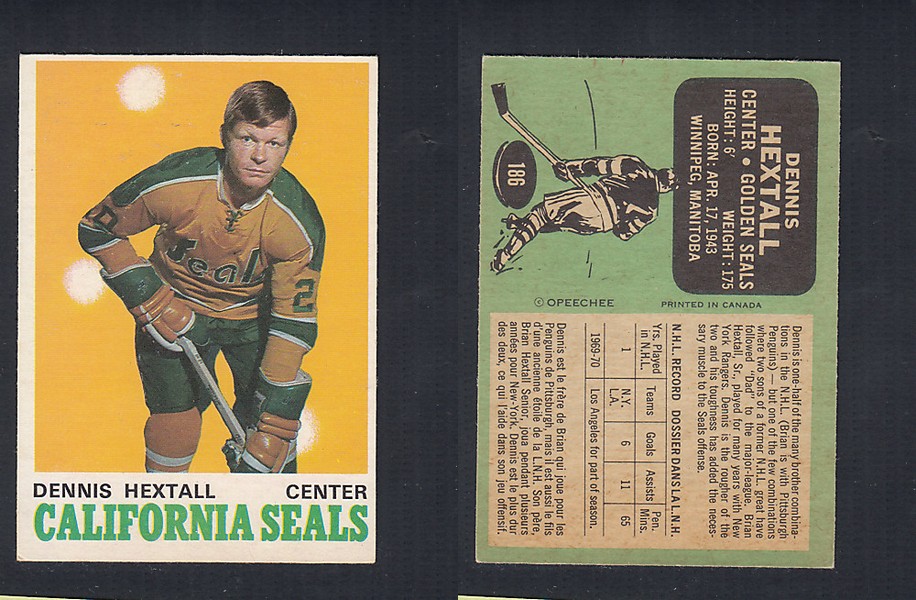 Seals
20
2
DENNIS HEXTALL CENTER
CALIFORNIA SEALS
186
DENNIS
HEXTALL
CENTER • GOLDEN SEALS
HEIGHT: 6' WEIGHT: 175
BORN: APR. 17, 1943
WINNIPEG, MANITOBA
© OPEECHEE PRINTED IN CANADA
Dennis is one-half of the many brother combina-
tions in the N.H.L. (Brian is with Pittsburgh
Penguins) — but one of the few combinations
where two sons of a former N.H.L. great have
followed "Dad" to the major-league. Brian
Hextall, Sr., played for many years with New
York Rangers. Dennis is the rougher of the
two and his toughness has added the neces-
sary muscle to the Seals offense.
N.H.L. RECORD DOSSIER DANS LA L.N.H.
Yrs. Played Teams Goals Assists Pen.
in N.H.L. Mins.
1 N.Y. 6 11 65
L.A.
1969-70 Los Angeles for part of season.
Dennis est le frère de Brian qui joue pour les
Penguins de Pittsburgh, mais il est aussi le fils
d'une ancienne étoile de la L.N.H. Son père,
Brian Hextall Senior, joua pendant plusieurs
années pour New-York. Dennis est le plus dur
des deux, ce qui l'aide dans son jeu offensif.